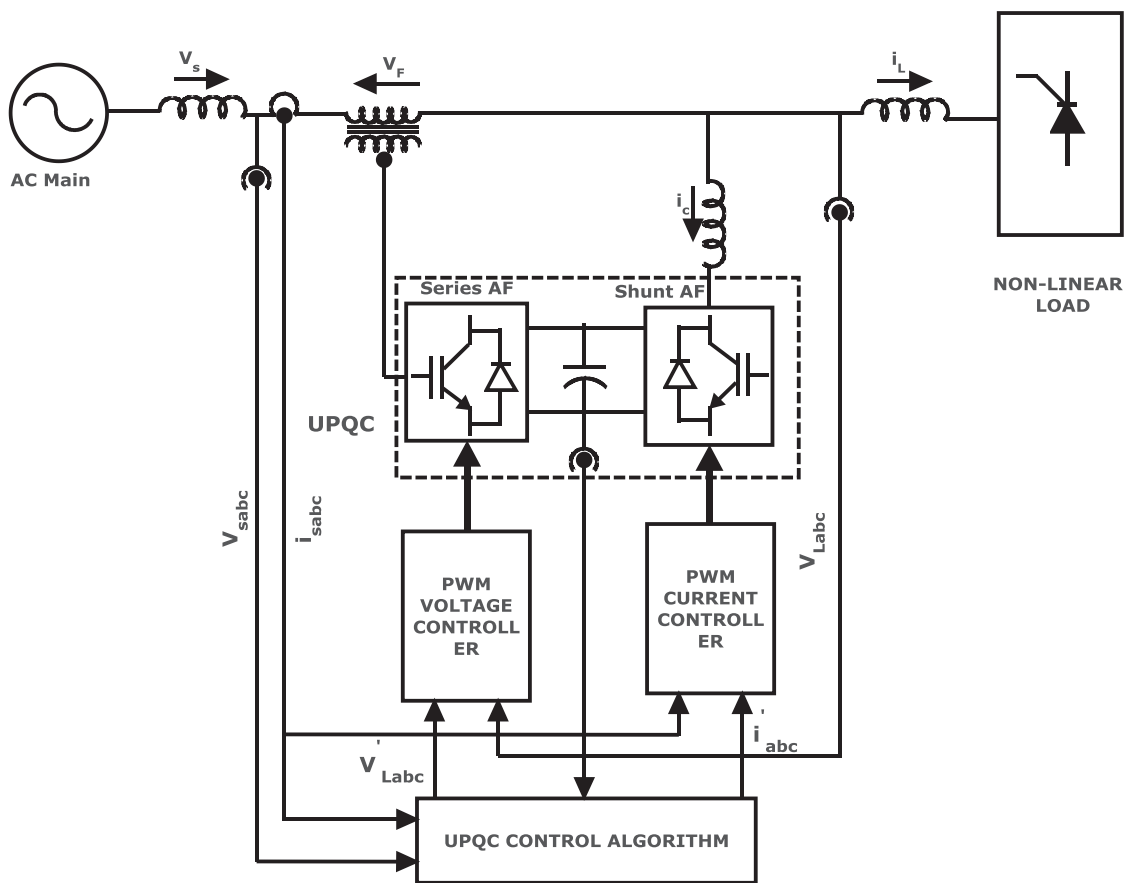 Vs
VF
iL
AC Main
ic
NON-LINEAR
LOAD
Series AF
Shunt AF
UPQC
Vsabc
isabc
VLabc
PWM
VOLTAGE
CONTROLL
ER
PWM
CURRENT
CONTROLL
ER
V'Labc
i'abc
UPQC CONTROL ALGORITHM